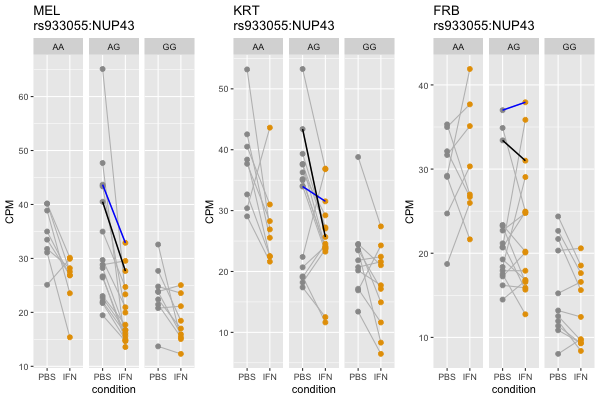 MEL
rs933055:NUP43
AA AG GG
CPM
60
50
40
30
20
10
PBS IFN PBS IFN PBS IFN
condition
KRT
rs933055:NUP43
AA AG GG
CPM
50
40
30
20
10
PBS IFN PBS IFN PBS IFN
condition
FRB
rs933055:NUP43
AA AG GG
CPM
40
30
20
10
PBS IFN PBS IFN PBS IFN
condition